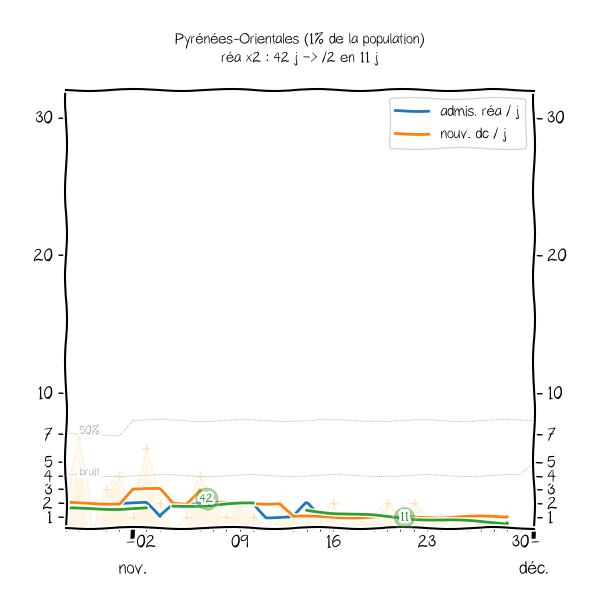 Pyrénées-Orientales (1% de la population)
réa x2 : 42 j -> /2 en 11 j
admis. réa / j
nouv. dc / j
30 30
20 20
10 10
7 50% 7
5 5
4 bruit 4
3 3
2 42 2
1 11 1
02 09 16 23 30
nov. déc.